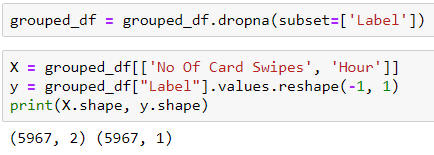 grouped_df = grouped_df.dropna(subset=['Label'])
X = grouped_df[['No Of Card Swipes', 'Hour']]
y = grouped_df["Label"].values.reshape(-1, 1)
print(X.shape, y.shape)
(5967, 2) (5967, 1)